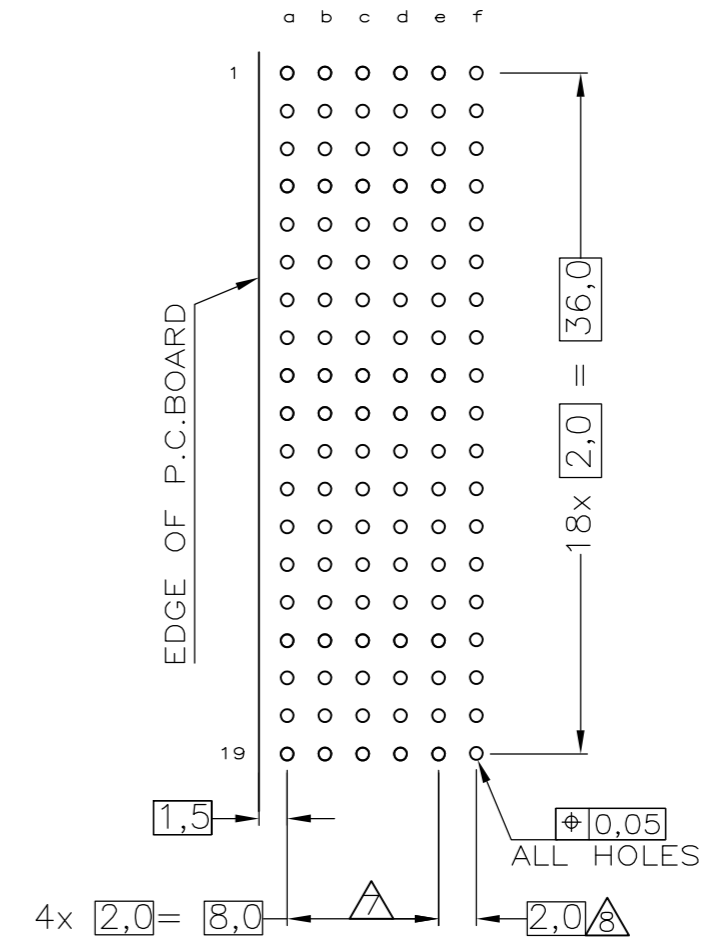 a b c d e f
1
EDGE OF P.C.BOARD
18x 2,0 = 36,0
19
1,5
⌖ 0,05
ALL HOLES
4x 2,0= 8,0
7
2,0 8